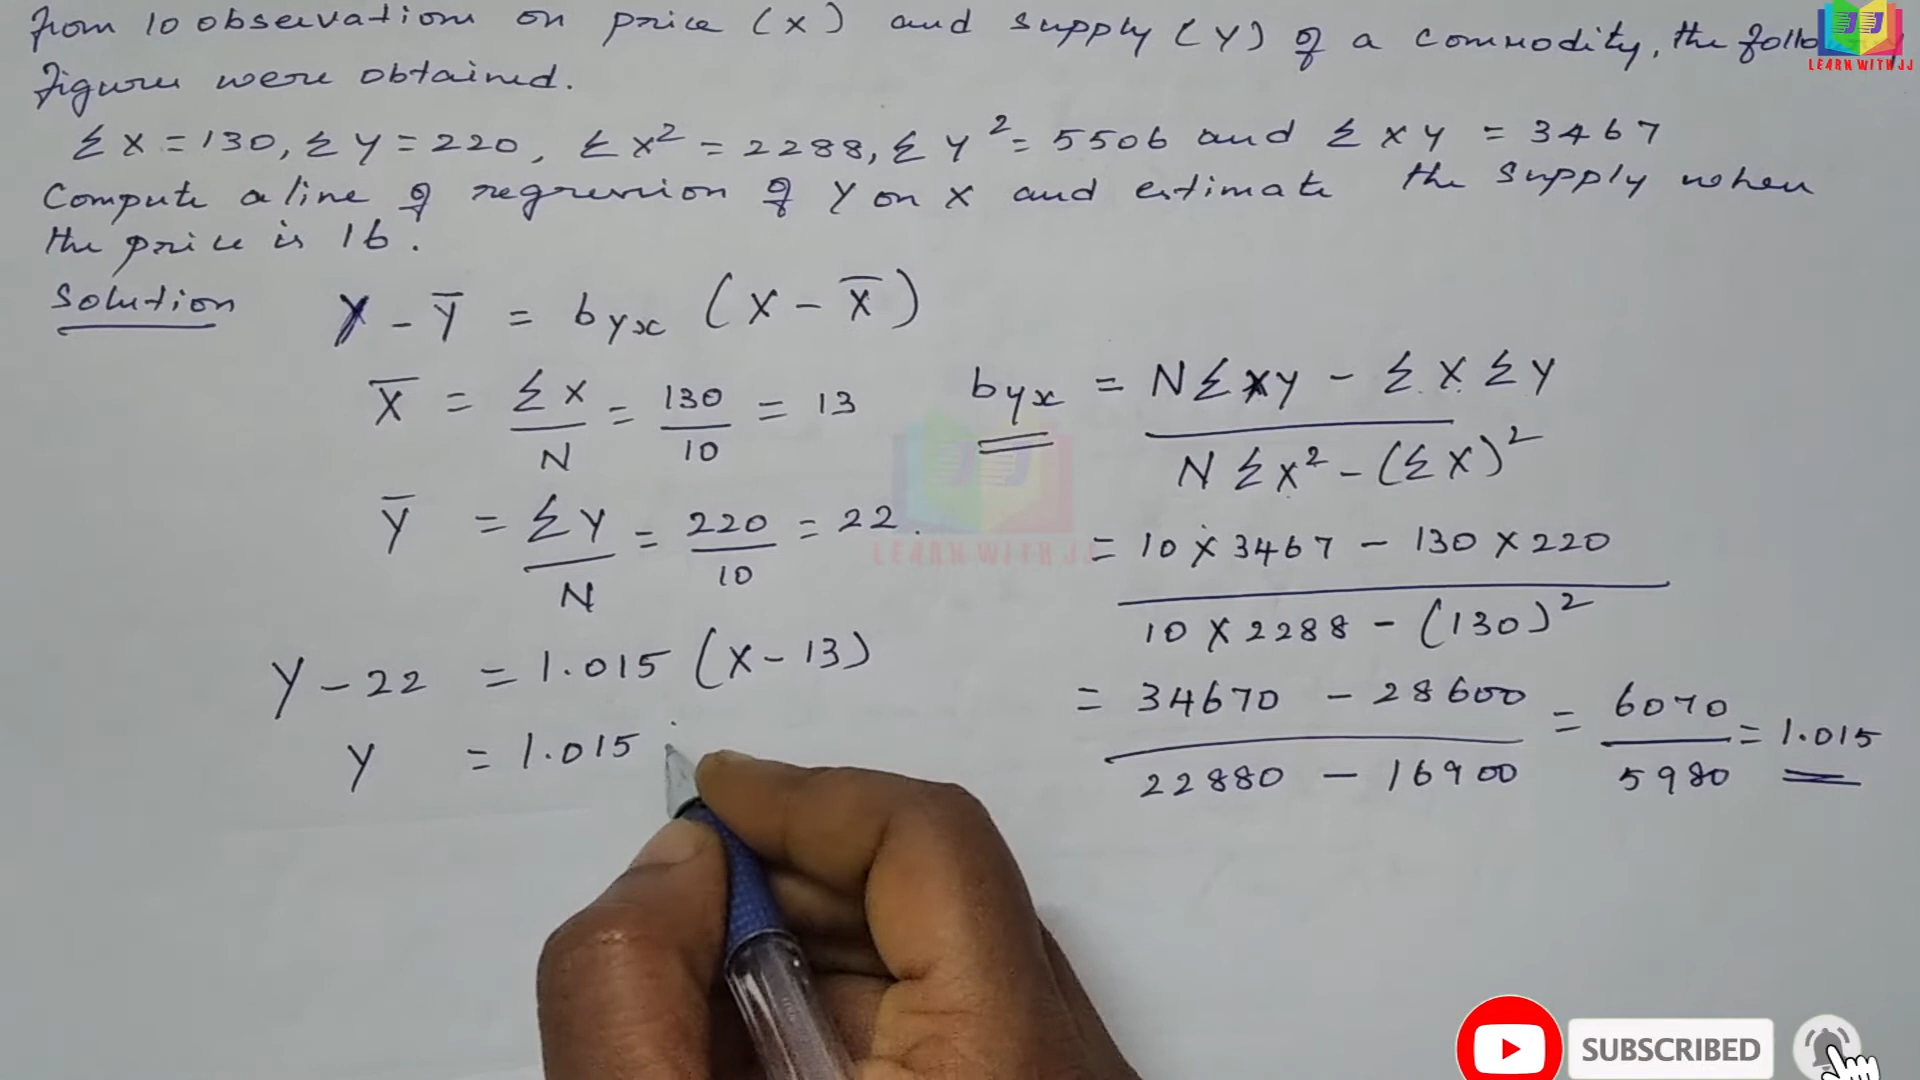 from 10 observations on price (X) and supply (Y) of a commodity, the
figures were obtained.
ΣX = 130, ΣY = 220, ΣX² = 2288, ΣY² = 5506 and ΣXY = 3467
Compute a line of regression of Y on X and estimate the supply when
the price is 16.
Solution
Y - Y̅ = byx (X - X̅)
X̅ = ΣX/N = 130/10 = 13
Y̅ = ΣY/N = 220/10 = 22.
Y - 22 = 1.015 (X - 13)
Y = 1.015
byx = NΣXY - ΣXΣY / NΣX² - (ΣX)²
= 10 X 3467 - 130 X 220 / 10 X 2288 - (130)²
= 34670 - 28600 / 22880 - 16900 = 6070/5980 = 1.015
LEARN WITH JJ
LEARN WITH JJ
SUBSCRIBED